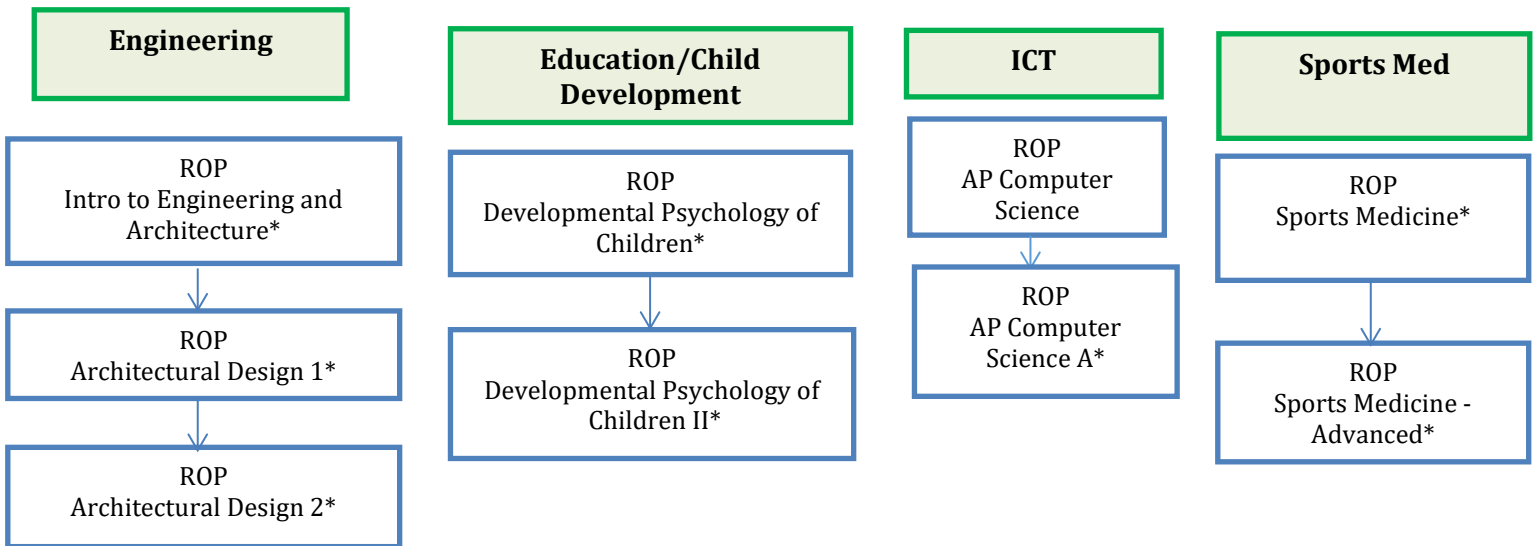 Engineering
ROP
Intro to Engineering and
Architecture*
ROP
Architectural Design 1*
ROP
Architectural Design 2*
Education/Child
Development
ROP
Developmental Psychology of
Children*
ROP
Developmental Psychology of
Children II*
ICT
ROP
AP Computer
Science
ROP
AP Computer
Science A*
Sports Med
ROP
Sports Medicine*
ROP
Sports Medicine -
Advanced*